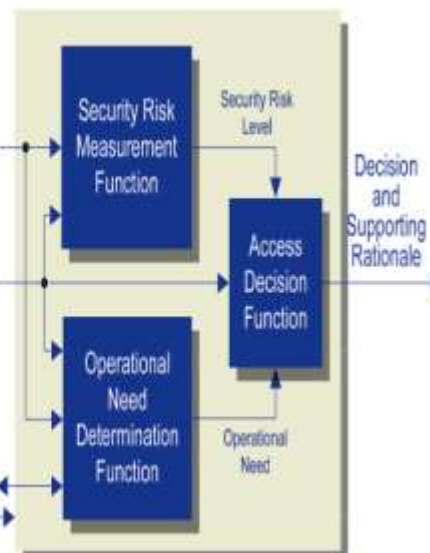 Security Risk
Measurement
Function
Security Risk
Level
Decision
and
Supporting
Rationale
Access
Decision
Function
Operational
Need
Determination
Function
Operational
Need